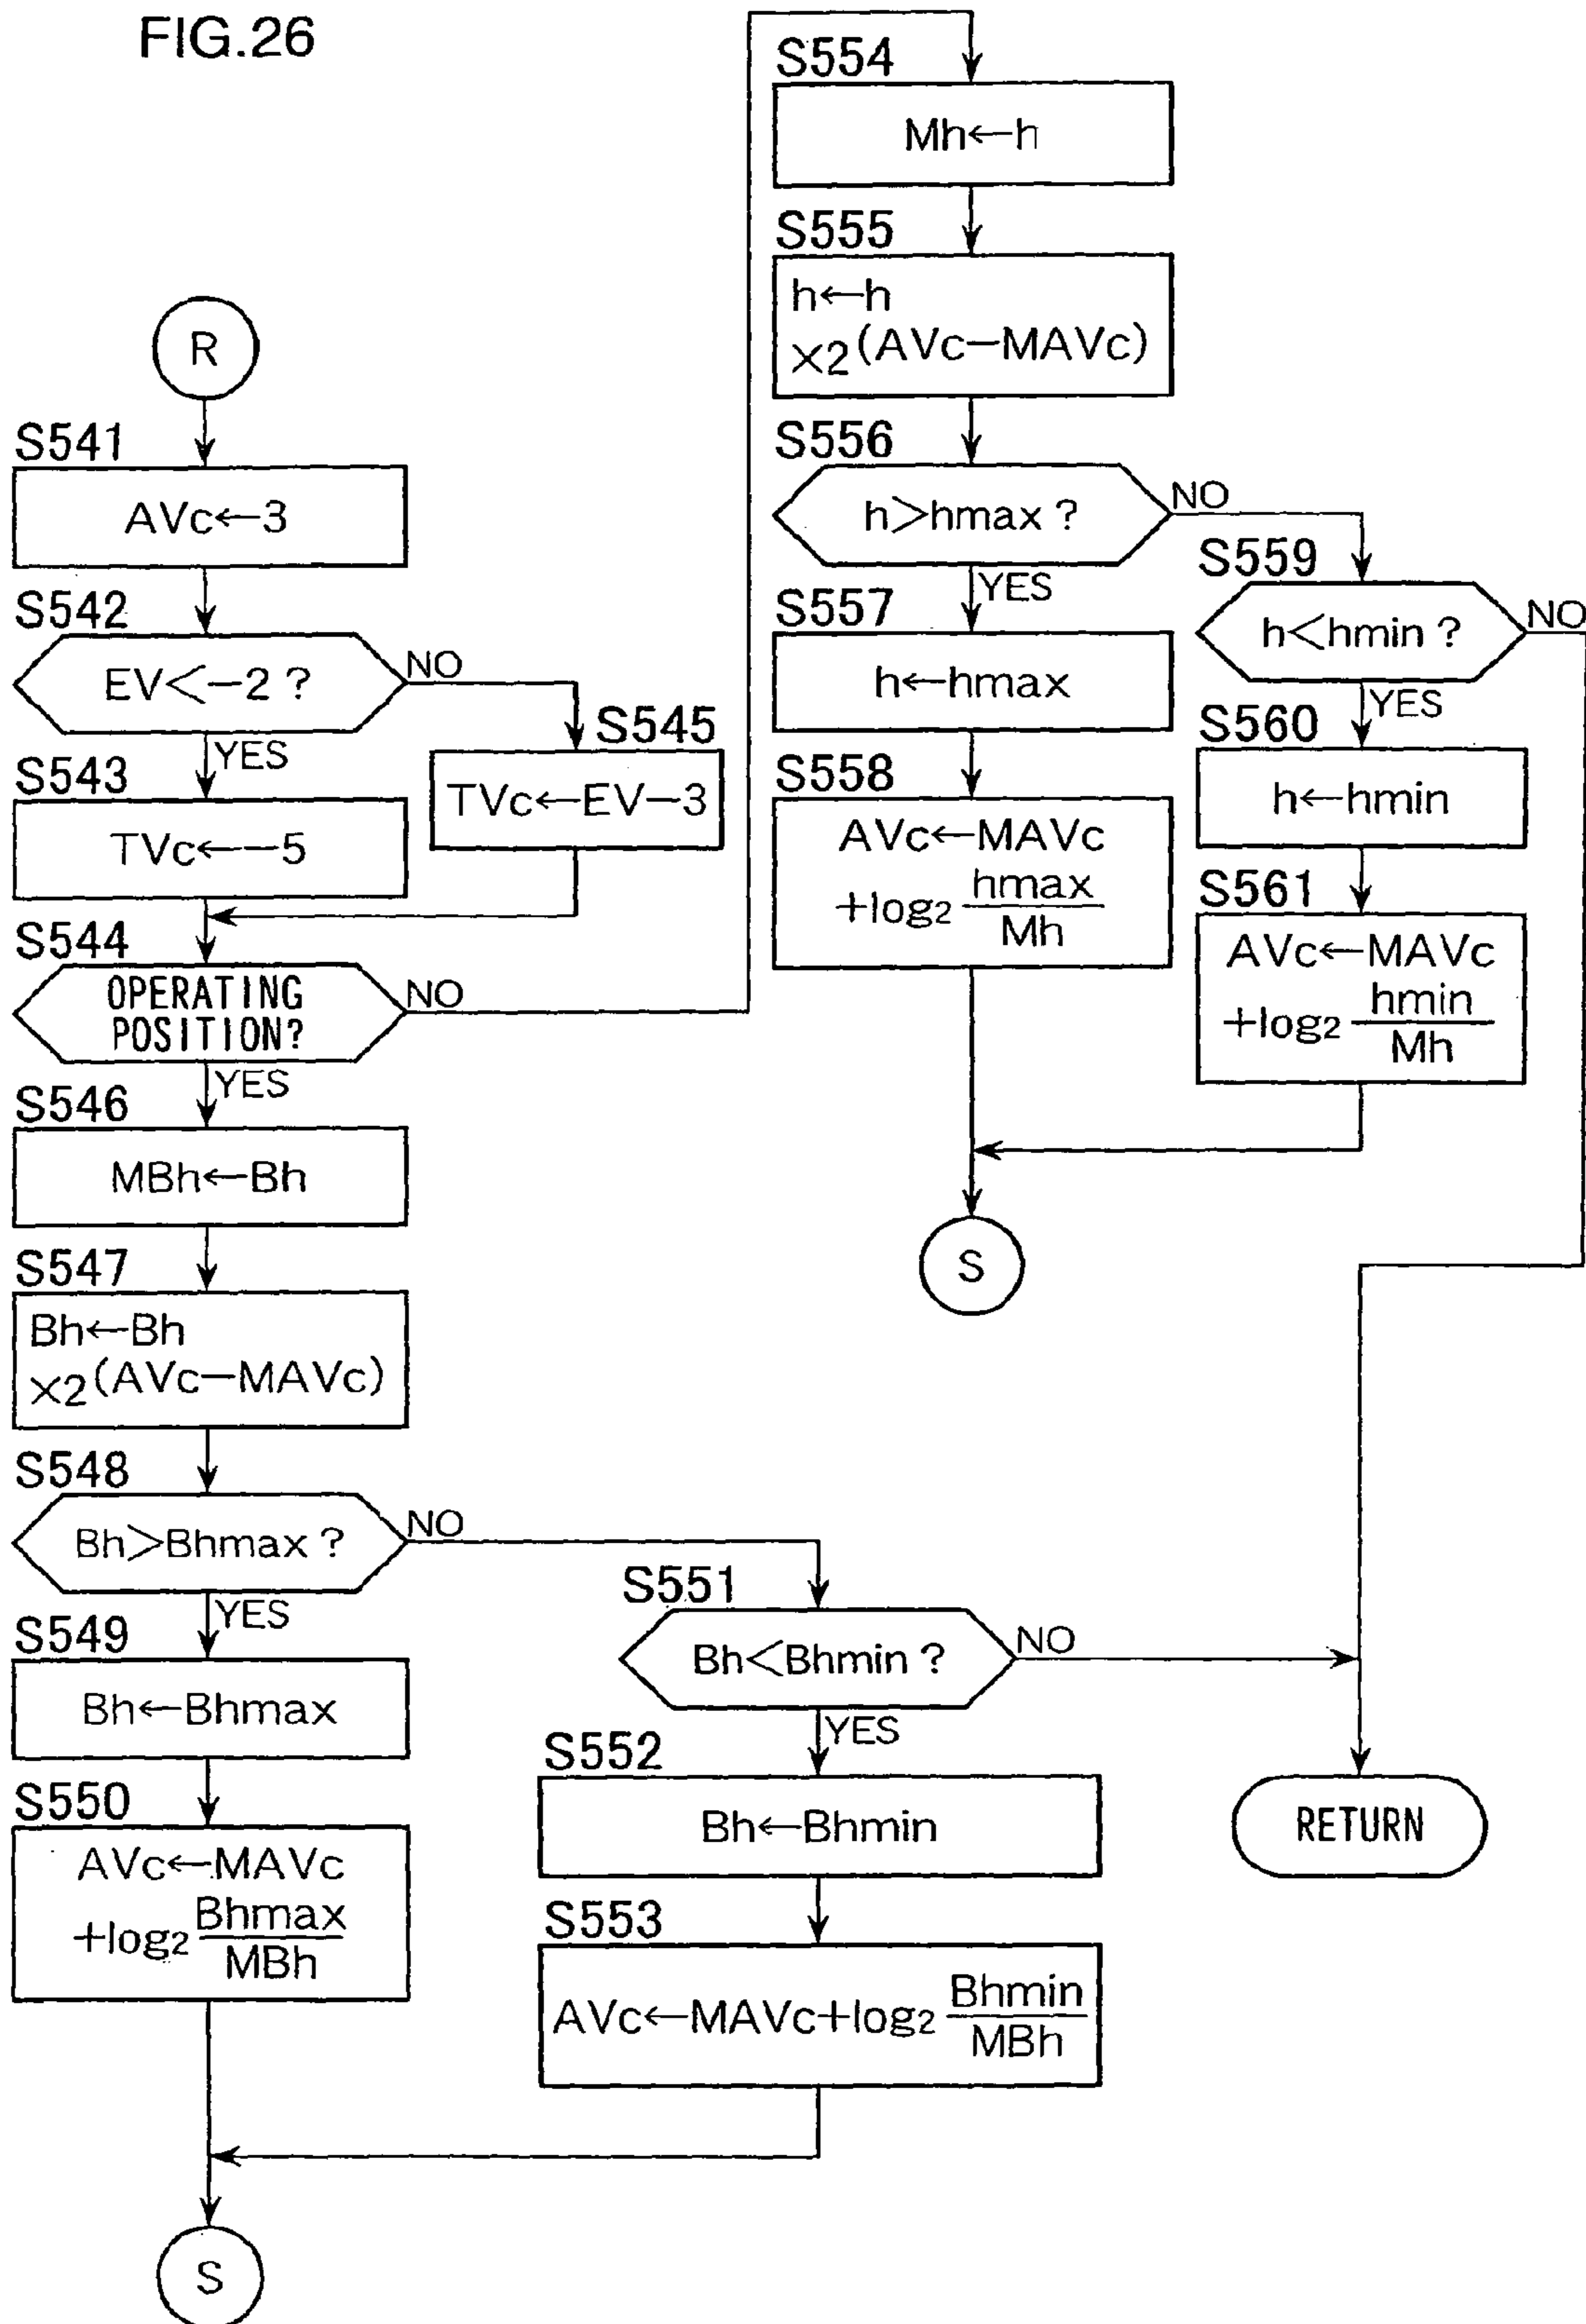 FIG.26
R
S541
AVc←3
S542
EV<−2 ?
NO
YES
S543
TVc←−5
S545
TVc←EV−3
S544
OPERATING
POSITION?
NO
YES
S546
MBh←Bh
S547
Bh←Bh
×2(AVc−MAVc)
S548
Bh>Bhmax ?
NO
YES
S549
Bh←Bhmax
S550
AVc←MAVc
+log2 Bhmax
MBh
S
S551
Bh<Bhmin ?
NO
YES
S552
Bh←Bhmin
S553
AVc←MAVc+log2 Bhmin
MBh
S554
Mh←h
S555
h←h
×2(AVc−MAVc)
S556
h>hmax ?
NO
YES
S557
h←hmax
S558
AVc←MAVc
+log2 hmax
Mh
S
S559
h<hmin ?
NO
YES
S560
h←hmin
S561
AVc←MAVc
+log2 hmin
Mh
RETURN